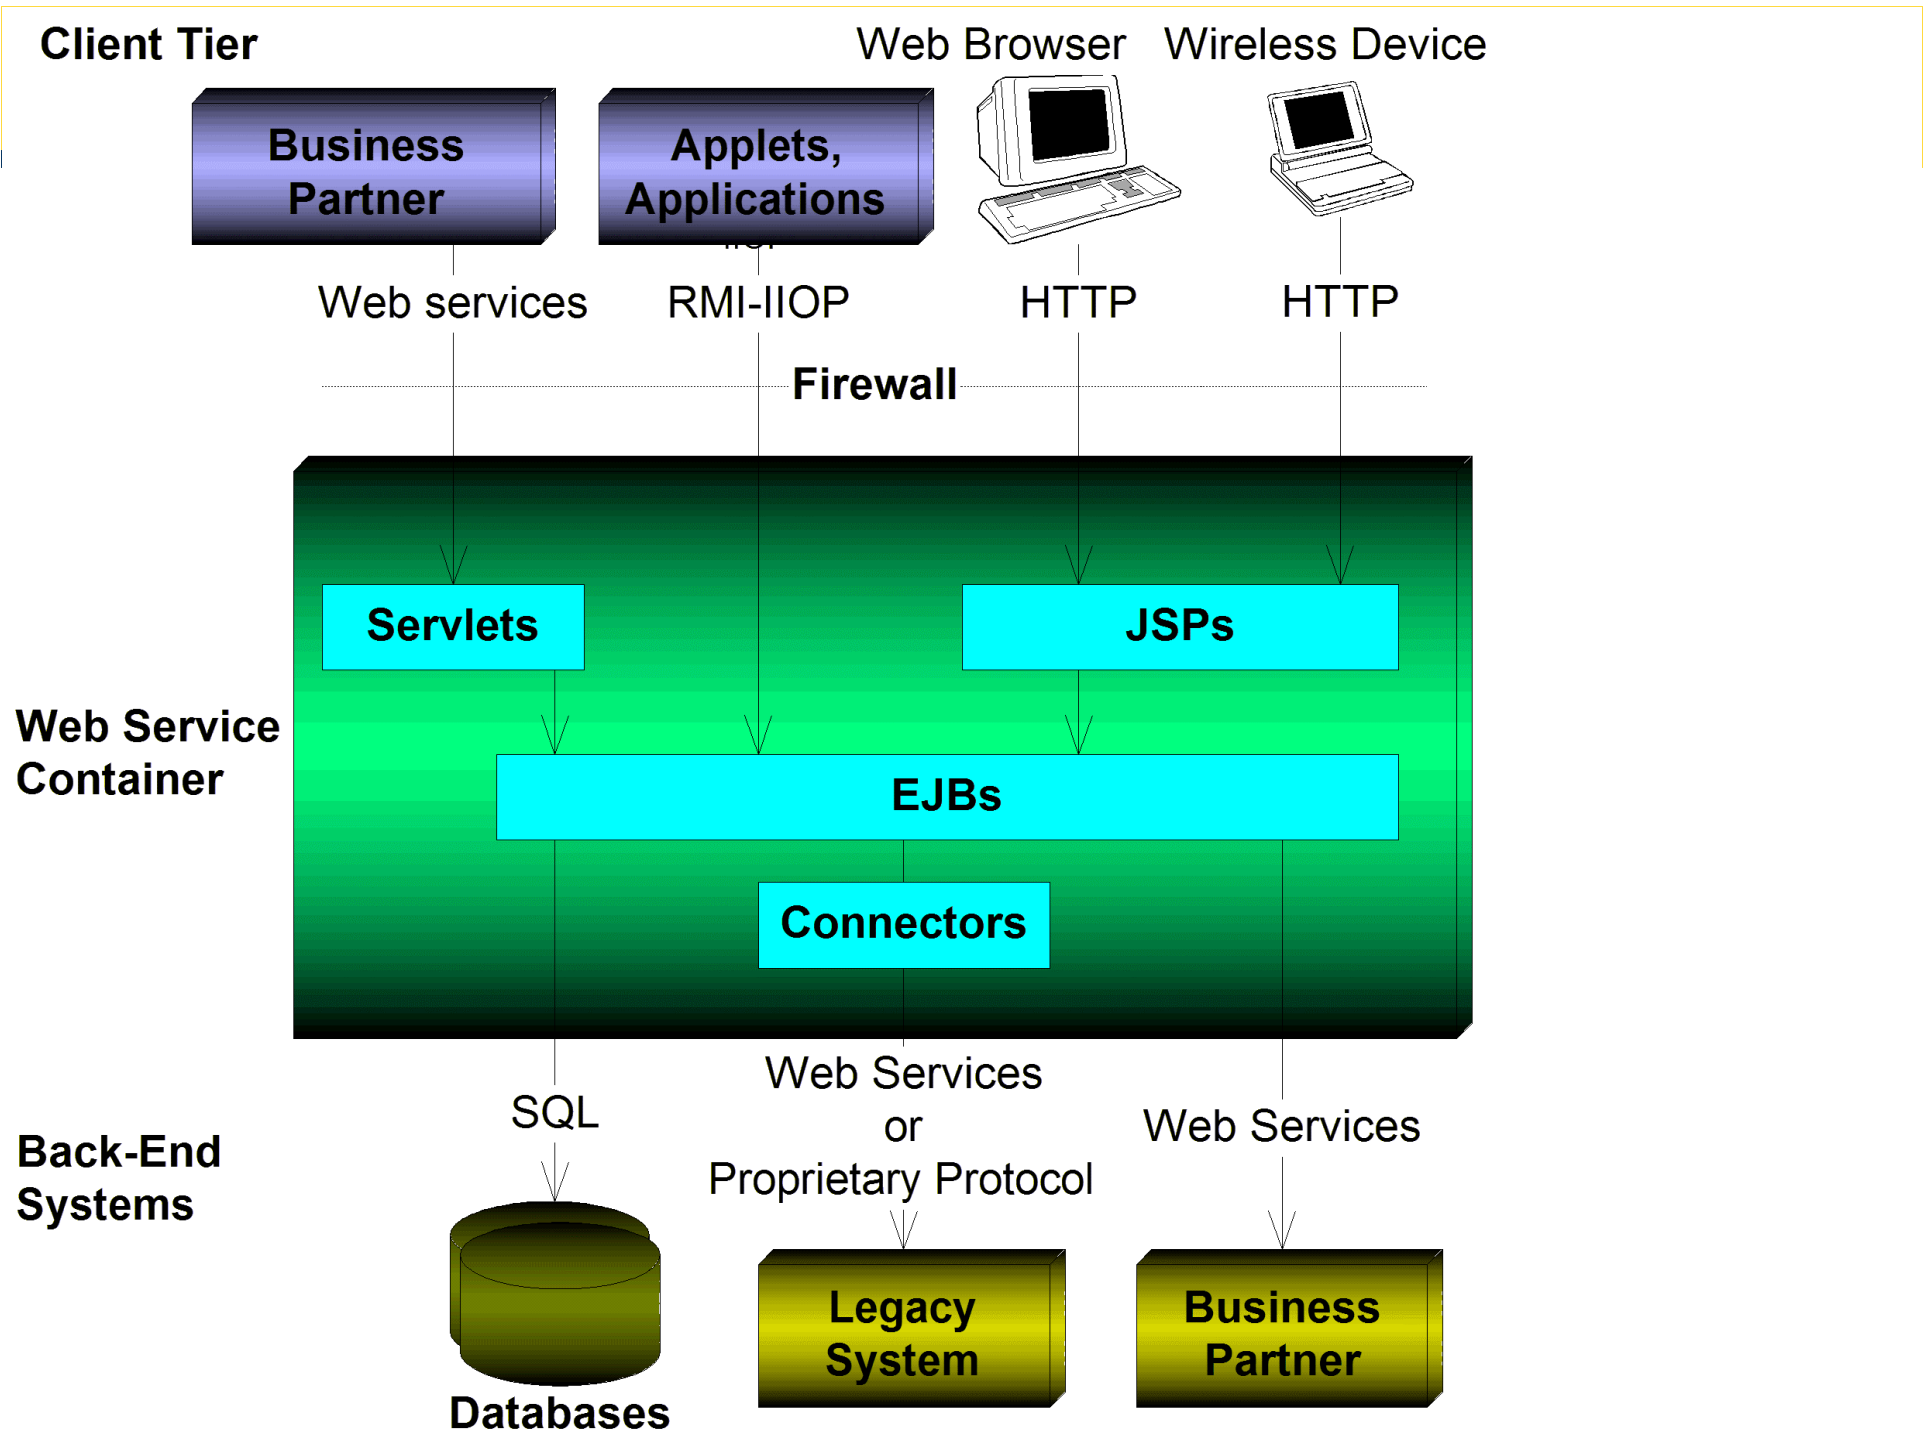 Client Tier
Web Browser
Wireless Device
Business
Partner
Applets,
Applications
Web services
RMI-IIOP
HTTP
HTTP
Firewall
Servlets
JSPs
Web Service
Container
EJBs
Connectors
Back-End
Systems
SQL
Web Services
or
Proprietary Protocol
Web Services
Databases
Legacy
System
Business
Partner